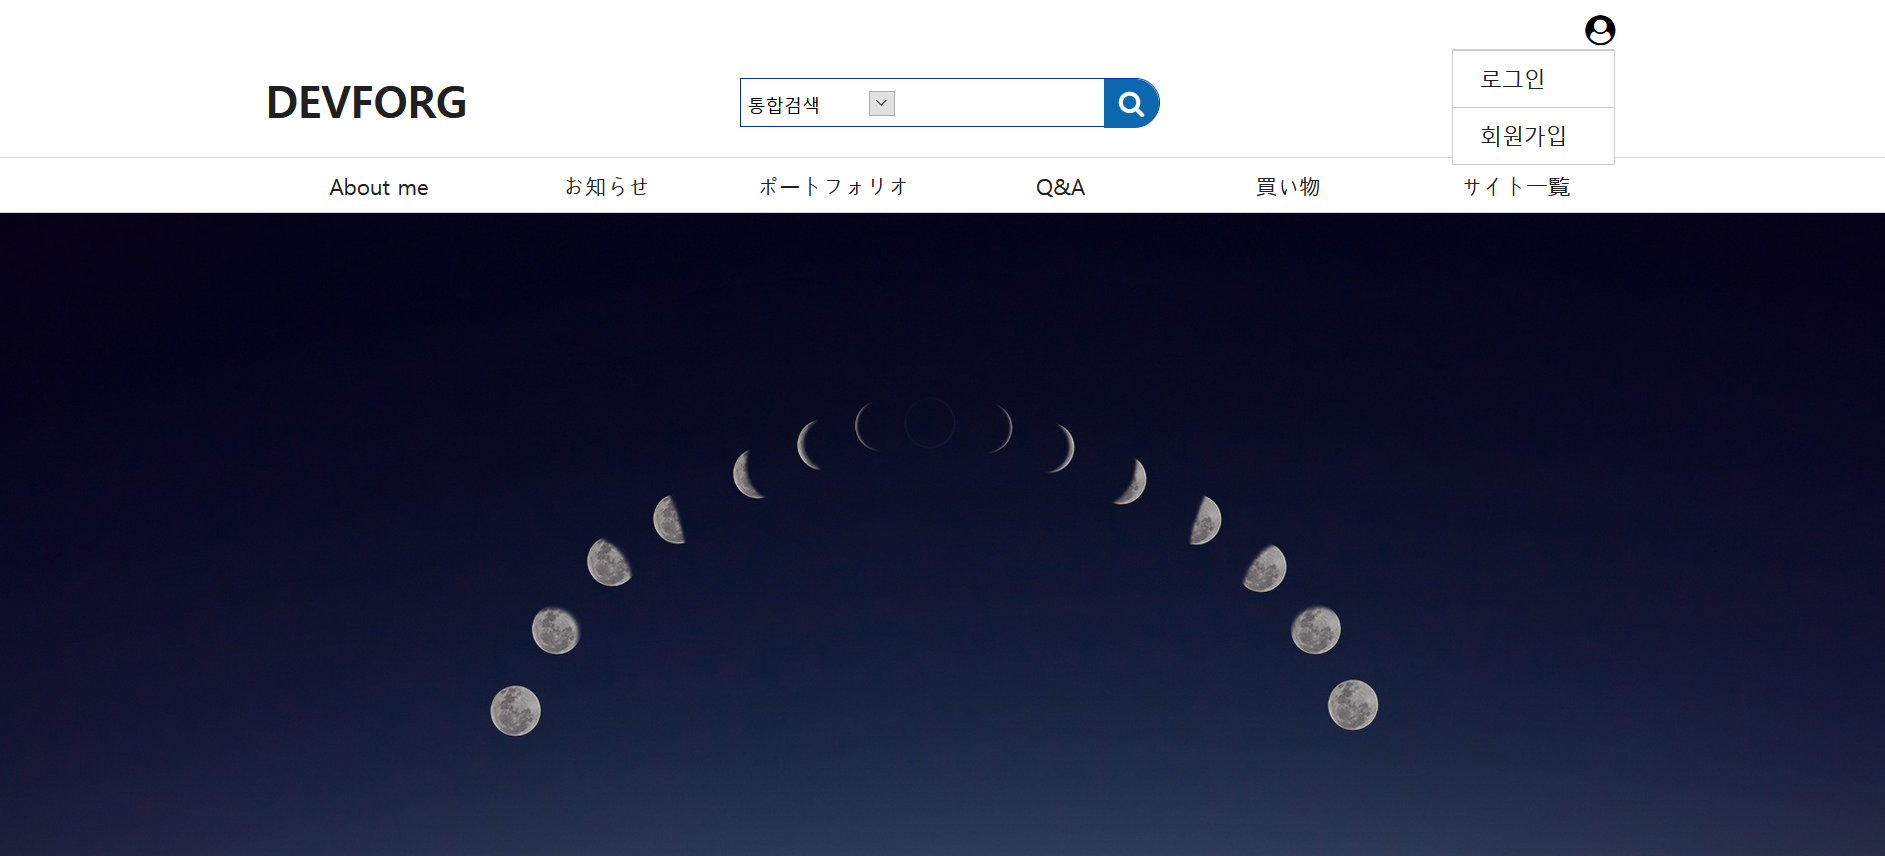 로그인
DEVFORG
통합검색
회원가입
About me
お知らせ
ポートフォリオ
Q&A
買い物
サイト一覧